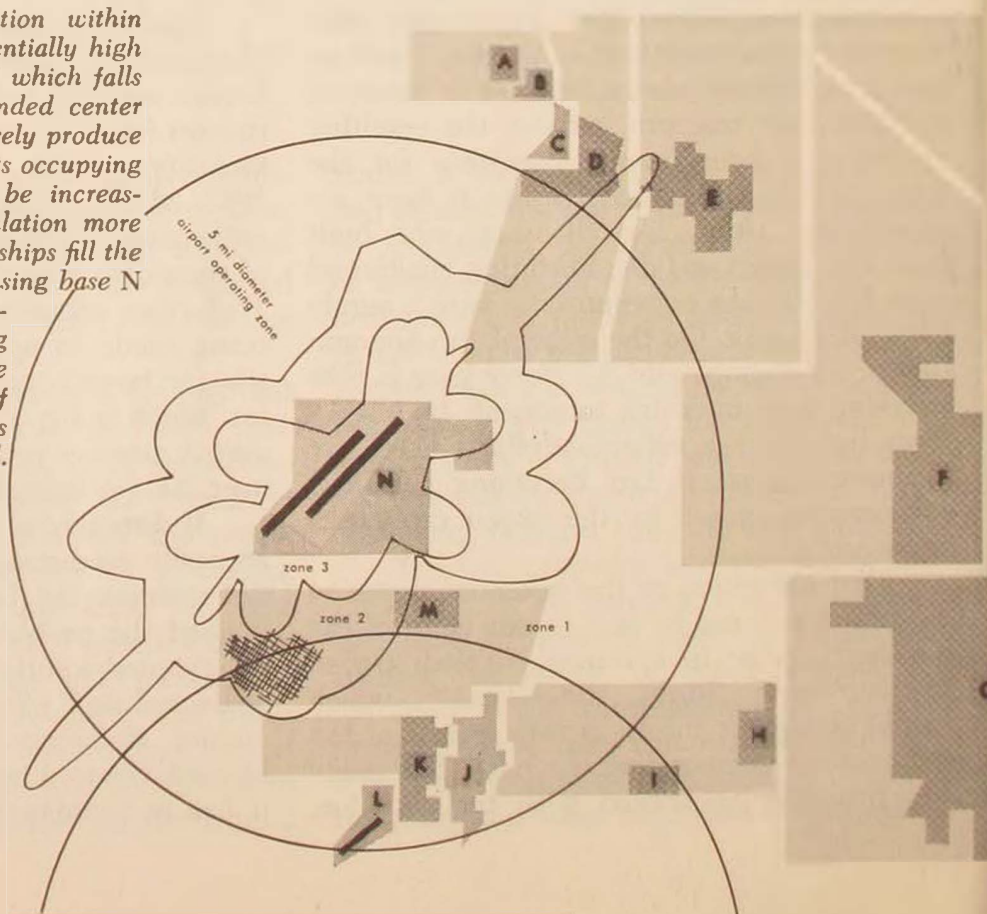 tion within
entially high
which falls
nded center
rely produce
s occupying
be increas-
lation more
ships fill the
sing base N
-
g
e
f
s
.
A
B
C
D
E
5 mi diameter
airport operating zone
F
N
zone 3
zone 2
M
zone 1
H
K
J
I
L